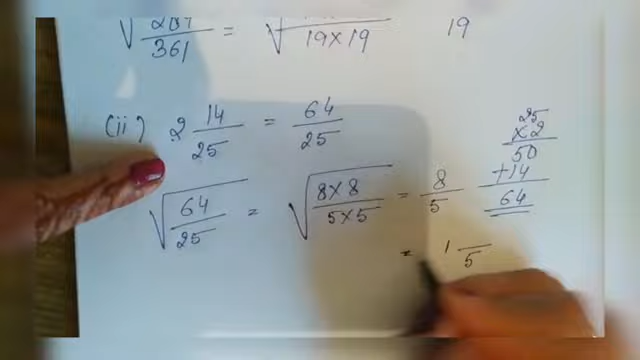 √361 = √19×19 19
(ii) 2 14/25 = 64/25
√64/25 = √8×8/5×5 = 8/5
= 1 /5
25
×2
50
+14
64